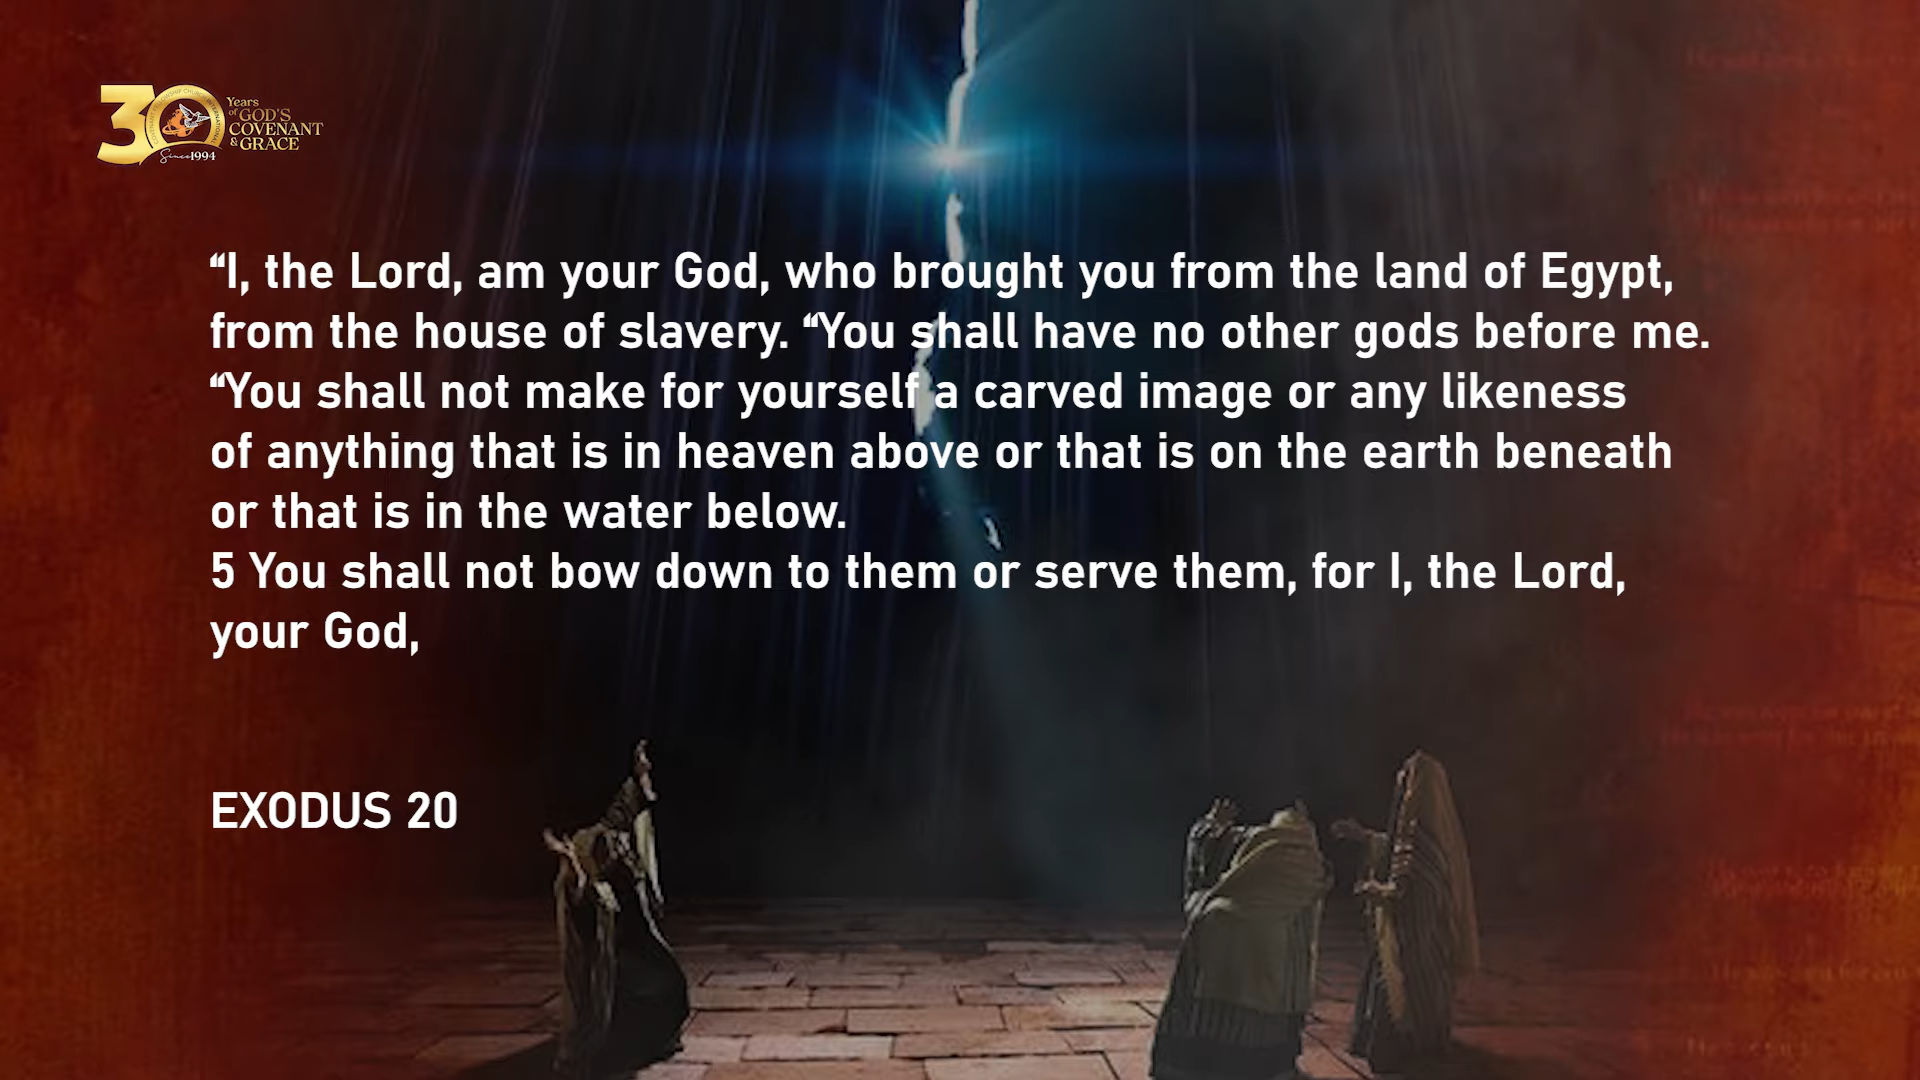 30
Years
of GOD'S
COVENANT
& GRACE
Since 1994
“I, the Lord, am your God, who brought you from the land of Egypt,
from the house of slavery. “You shall have no other gods before me.
“You shall not make for yourself a carved image or any likeness
of anything that is in heaven above or that is on the earth beneath
or that is in the water below.
5 You shall not bow down to them or serve them, for I, the Lord,
your God,
EXODUS 20